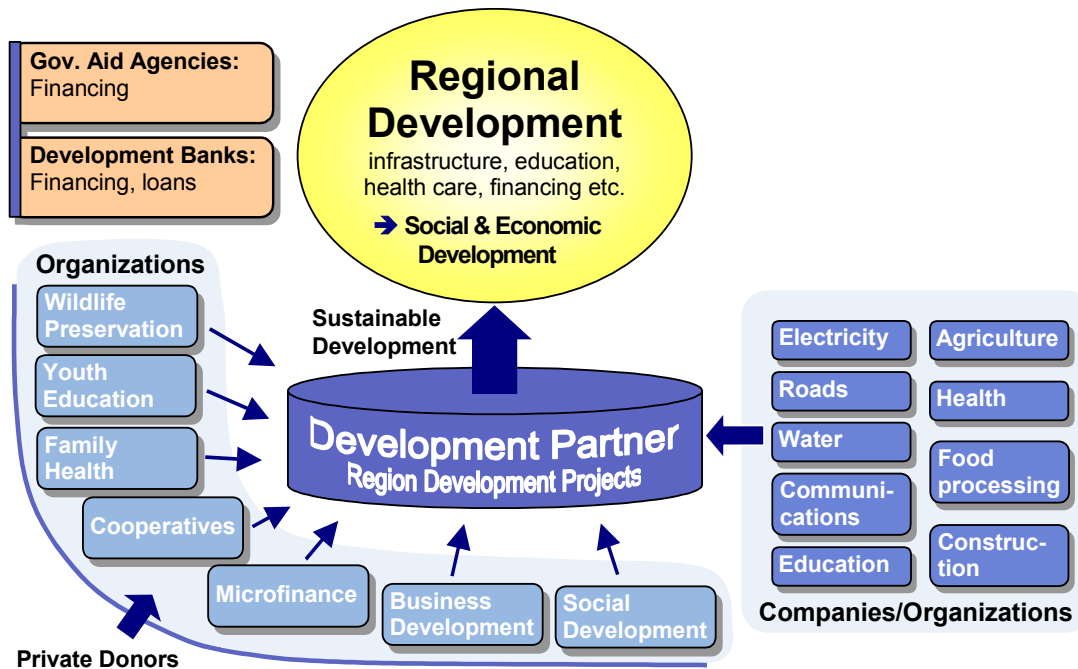 Gov. Aid Agencies:
Financing
Development Banks:
Financing, loans
Regional
Development
infrastructure, education,
health care, financing etc.
➔ Social & Economic
Development
Organizations
Wildlife
Preservation
Youth
Education
Family
Health
Cooperatives
Microfinance
Business
Development
Social
Development
Private Donors
Sustainable
Development
Development Partner
Region Development Projects
Electricity
Roads
Water
Communi-
cations
Education
Agriculture
Health
Food
processing
Construc-
tion
Companies/Organizations